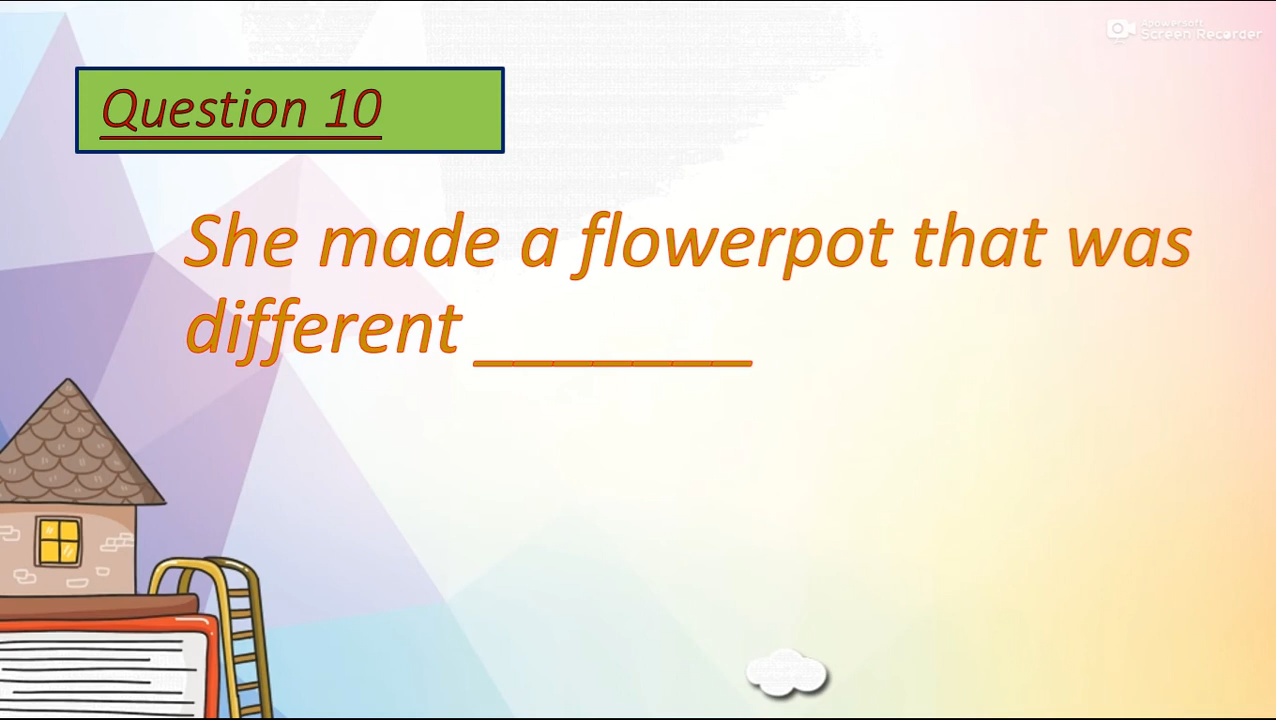 Apowersoft
Screen Recorder
Question 10
She made a flowerpot that was
different _______